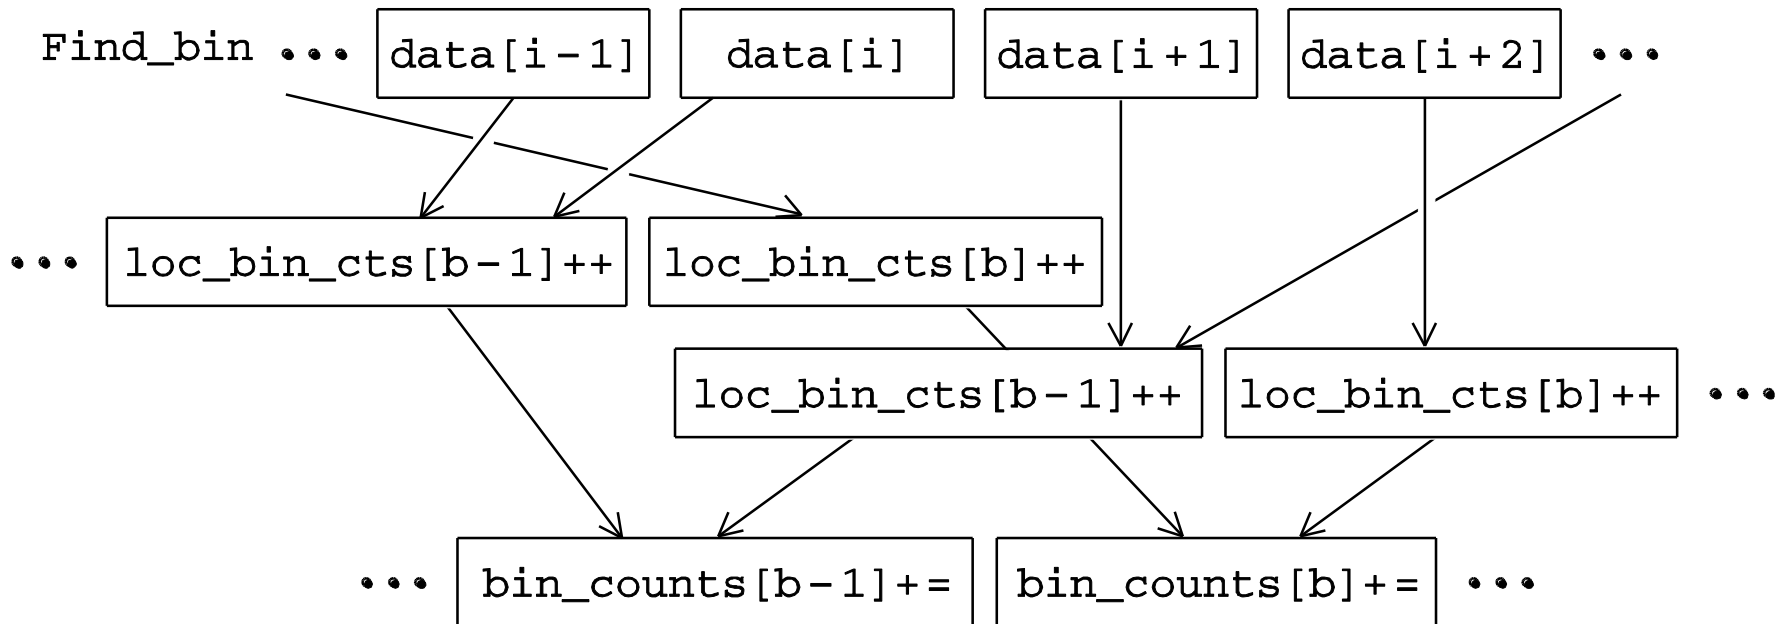 Find_bin ••• data[i-1] data[i] data[i+1] data[i+2] •••
••• loc_bin_cts[b-1]++ loc_bin_cts[b]++
loc_bin_cts[b-1]++ loc_bin_cts[b]++ •••
••• bin_counts[b-1]+= bin_counts[b]+= •••